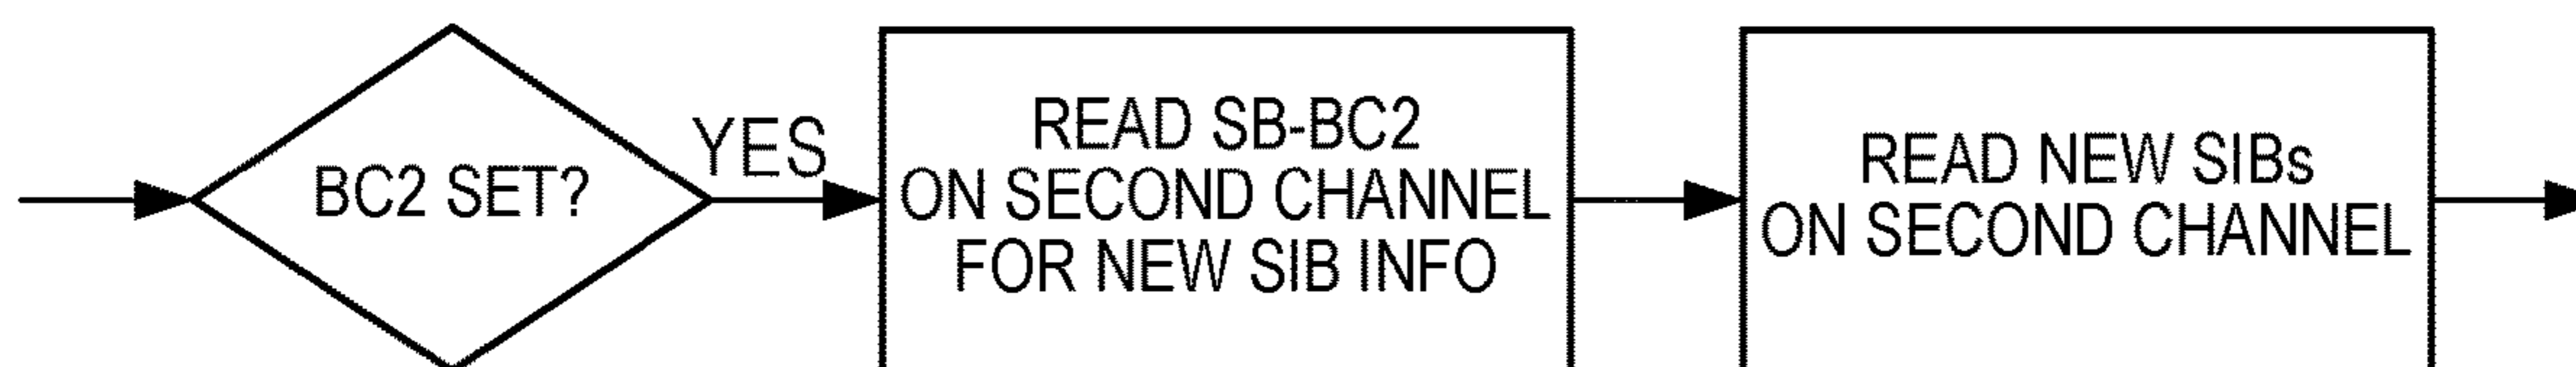 BC2 SET?
YES
READ SB-BC2
ON SECOND CHANNEL
FOR NEW SIB INFO
READ NEW SIBs
ON SECOND CHANNEL